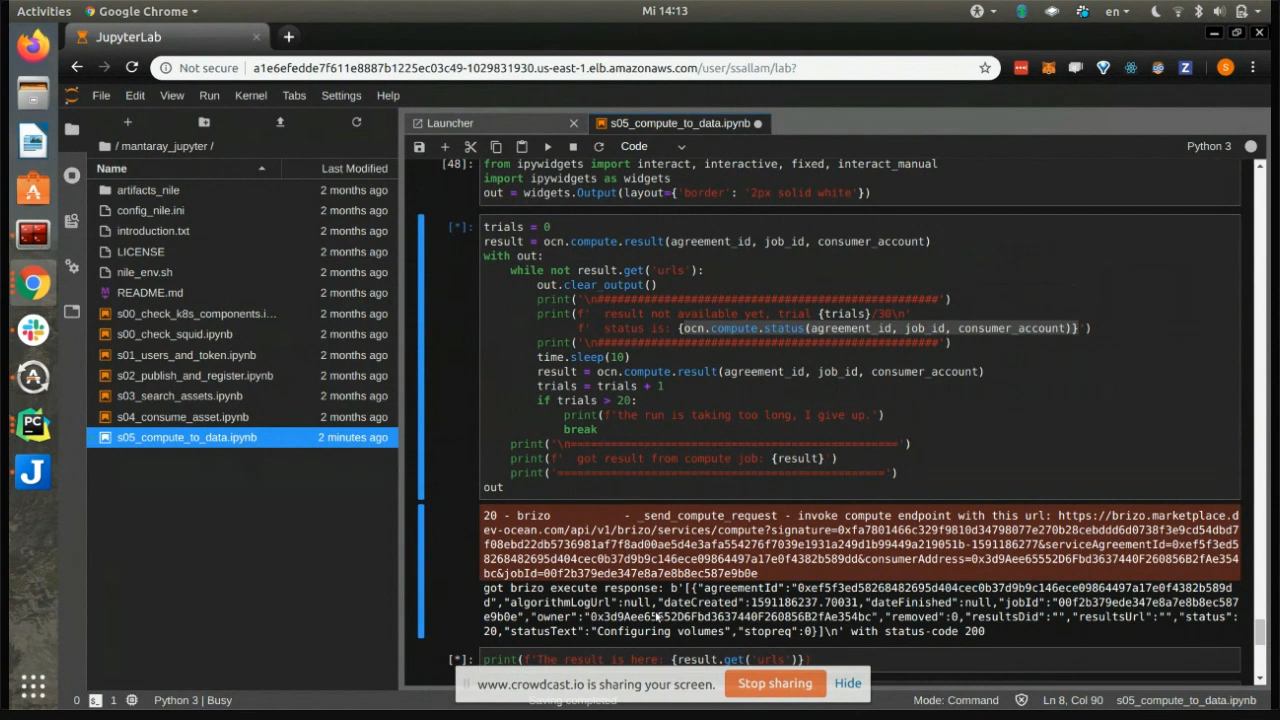 Activities
Google Chrome
Mi 14:13
en
JupyterLab
Not secure
a1e6efedde7f611e8887b1225ec03c49-1029831930.us-east-1.elb.amazonaws.com/user/ssallam/lab?
S
File Edit View Run Kernel Tabs Settings Help
Launcher
s05_compute_to_data.ipynb
/ mantaray_jupyter /
Code
Python 3
Name
Last Modified
artifacts_nile 2 months ago
config_nile.ini 2 months ago
introduction.txt 2 months ago
LICENSE 2 months ago
nile_env.sh 2 months ago
README.md 2 months ago
s00_check_k8s_components.i... 2 months ago
s00_check_squid.ipynb 2 months ago
s01_users_and_token.ipynb 2 months ago
s02_publish_and_register.ipynb 2 months ago
s03_search_assets.ipynb 2 months ago
s04_consume_asset.ipynb 2 months ago
s05_compute_to_data.ipynb 2 minutes ago
[48]: from ipywidgets import interact, interactive, fixed, interact_manual
import ipywidgets as widgets
out = widgets.Output(layout={'border': '2px solid white'})
[*]: trials = 0
result = ocn.compute.result(agreement_id, job_id, consumer_account)
with out:
while not result.get('urls'):
out.clear_output()
print('\n##################################################')
print(f'  result not available yet, trial {trials}/30\n'
f'  status is: {ocn.compute.status(agreement_id, job_id, consumer_account)}')
print('\n##################################################')
time.sleep(10)
result = ocn.compute.result(agreement_id, job_id, consumer_account)
trials = trials + 1
if trials > 20:
print(f'the run is taking too long, I give up.')
break
print('\n================================================')
print(f'  got result from compute job: {result}')
print('================================================')
out
20 - brizo - _send_compute_request - invoke compute endpoint with this url: https://brizo.marketplace.d
ev-ocean.com/api/v1/brizo/services/compute?signature=0xfa7801466c329f9810d34798077e270b28cebddd6d0738f3e9cd54dbd7
f08ebd22db5736981af7f8ad00ae5d4e3afa554276f7039e1931a249d1b99449a219051b-1591186277&serviceAgreementId=0xef5f3ed5
8268482695d404cec0b37d9b9c146ece09864497a17e0f4382b589dd&consumerAddress=0x3d9Aee65552D6Fbd3637440F260856B2fAe354
bc&jobId=00f2b379ede347e8a7e8b8ec587e9b0e
got brizo execute response: b'[{"agreementId":"0xef5f3ed58268482695d404cec0b37d9b9c146ece09864497a17e0f4382b589d
d","algorithmLogUrl":null,"dateCreated":1591186237.70031,"dateFinished":null,"jobId":"00f2b379ede347e8a7e8b8ec587
e9b0e","owner":"0x3d9Aee65552D6Fbd3637440F260856B2fAe354bc","removed":0,"resultsDid":"","resultsUrl":"","status":
20,"statusText":"Configuring volumes","stopreq":0}]\n' with status-code 200
[*]: print(f'The result is here: {result.get('urls')})
www.crowdcast.io is sharing your screen.
Stop sharing
Hide
0 1 Python 3 | Busy
Saving completed
Mode: Command
Ln 8, Col 90
s05_compute_to_data.ipynb